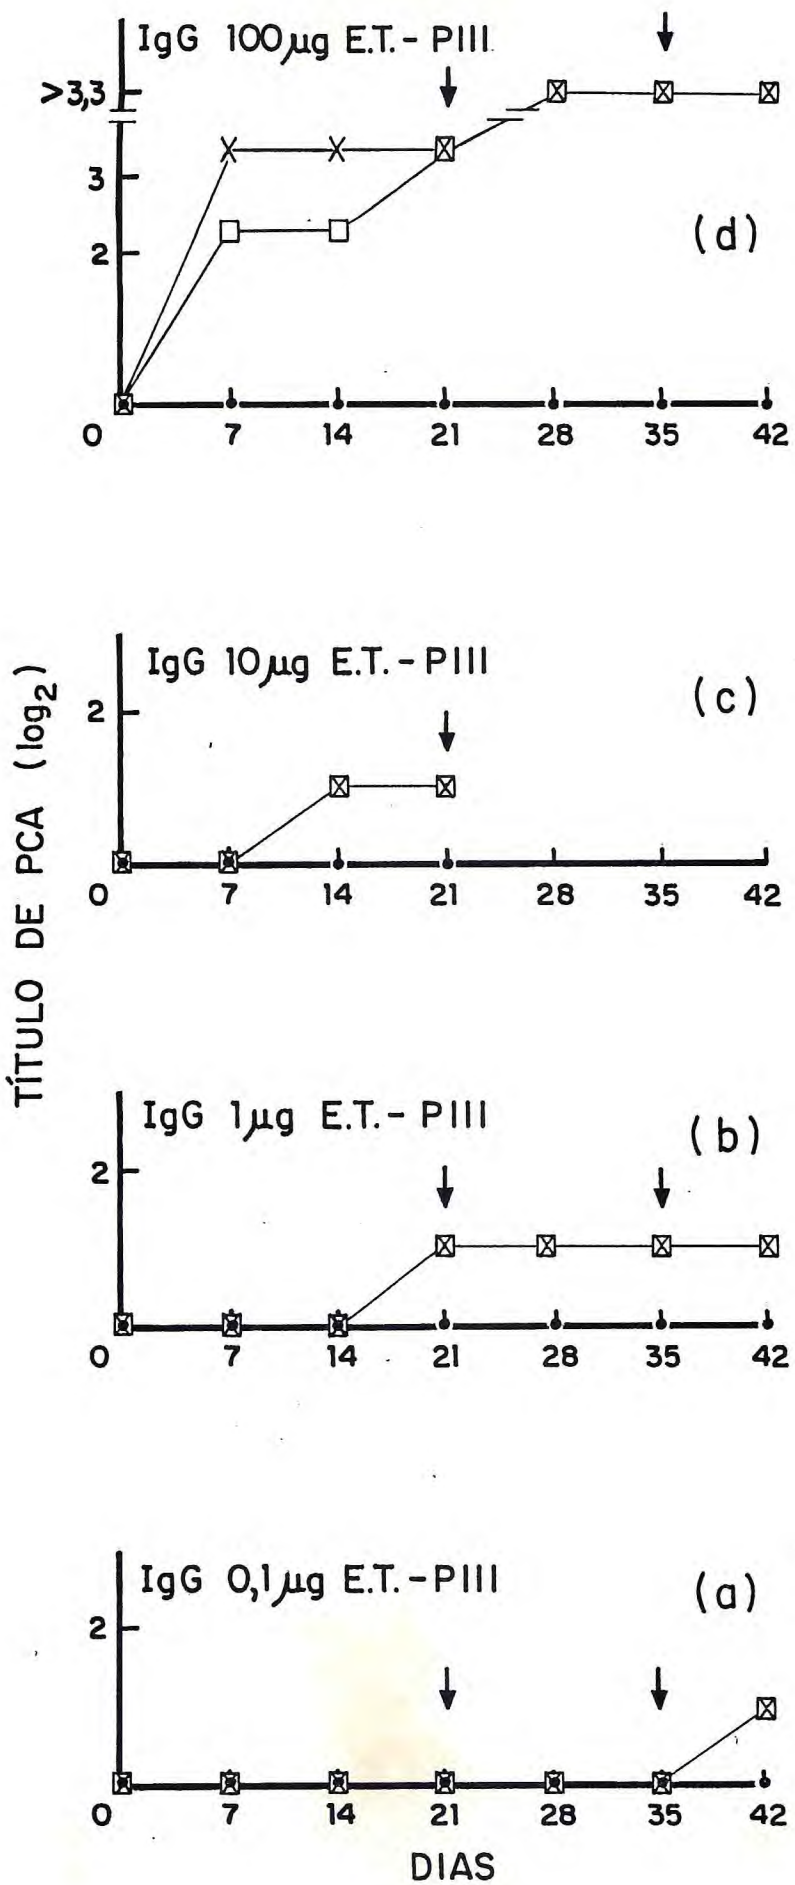 IgG 100μg E.T.-PIII
>3,3
3
2
(d)
0 7 14 21 28 35 42
TÍTULO DE PCA (log2)
IgG 10μg E.T.-PIII
(c)
2
0 7 14 21 28 35 42
IgG 1μg E.T.-PIII
(b)
2
0 7 14 21 28 35 42
IgG 0,1μg E.T.-PIII
(a)
2
0 7 14 21 28 35 42
DIAS